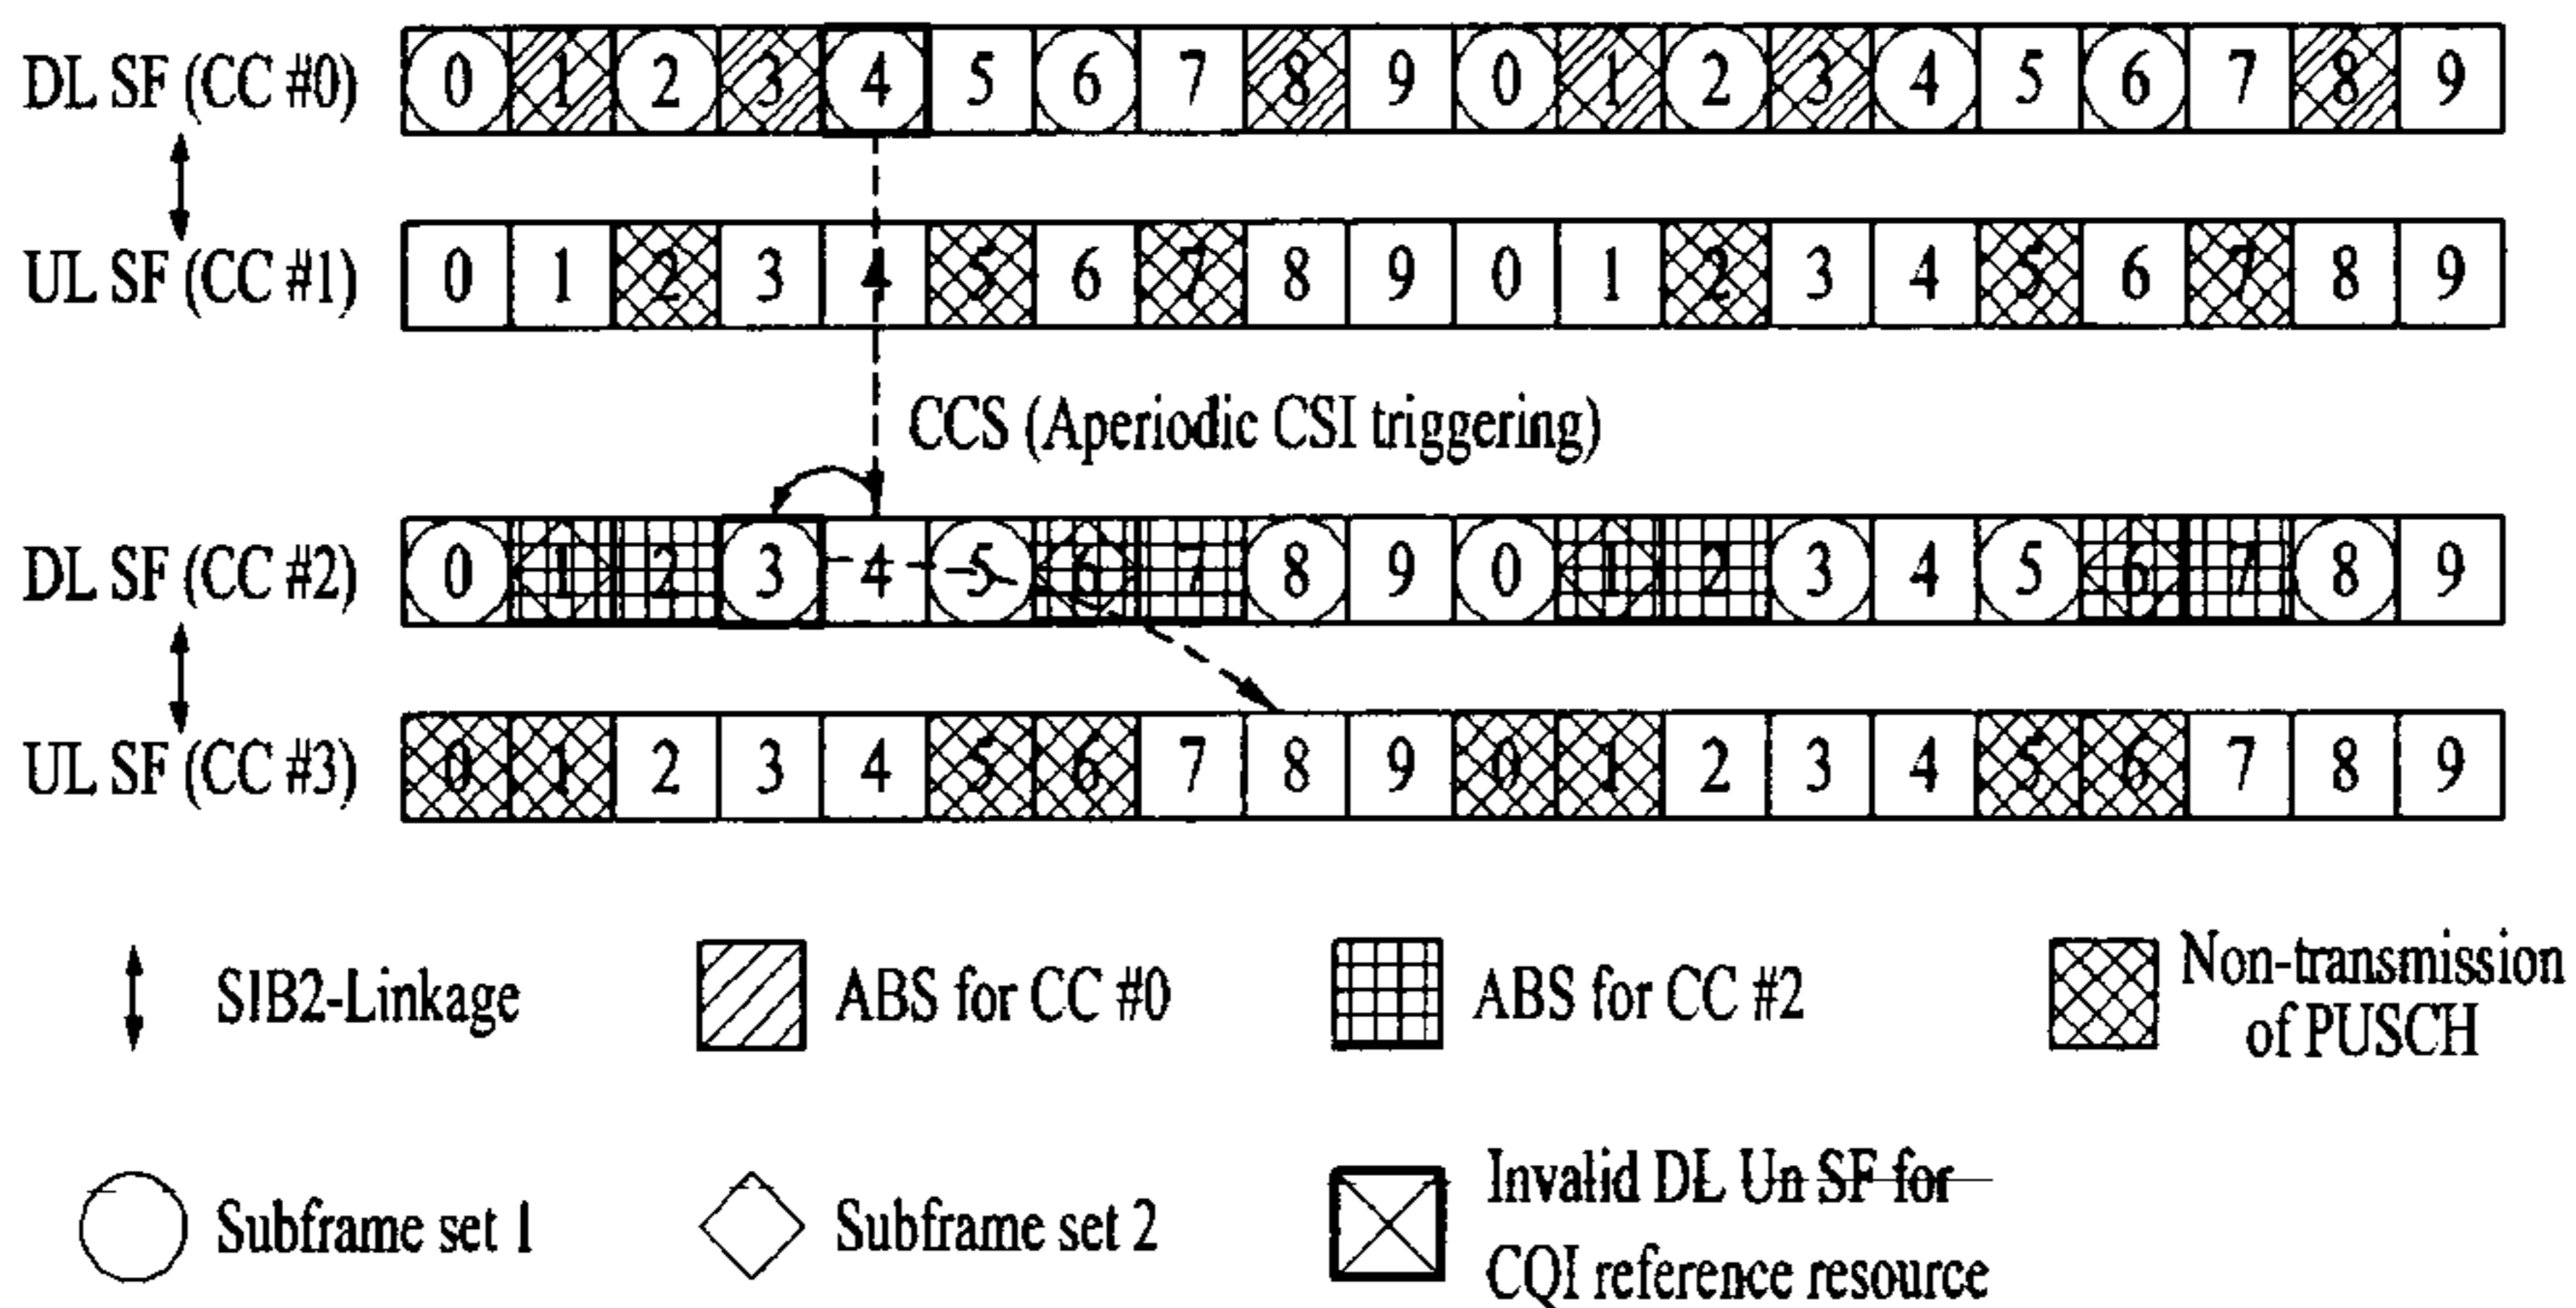 DL SF (CC #0) 0 1 2 3 4 5 6 7 8 9 0 1 2 3 4 5 6 7 8 9
UL SF (CC #1) 0 1 2 3 4 5 6 7 8 9 0 1 2 3 4 5 6 7 8 9
CCS (Aperiodic CSI triggering)
DL SF (CC #2) 0 1 2 3 4 5 6 7 8 9 0 1 2 3 4 5 6 7 8 9
UL SF (CC #3) 0 1 2 3 4 5 6 7 8 9 0 1 2 3 4 5 6 7 8 9
SIB2-Linkage
ABS for CC #0
ABS for CC #2
Non-transmission
of PUSCH
Subframe set 1
Subframe set 2
Invalid DL Un SF for
CQI reference resource